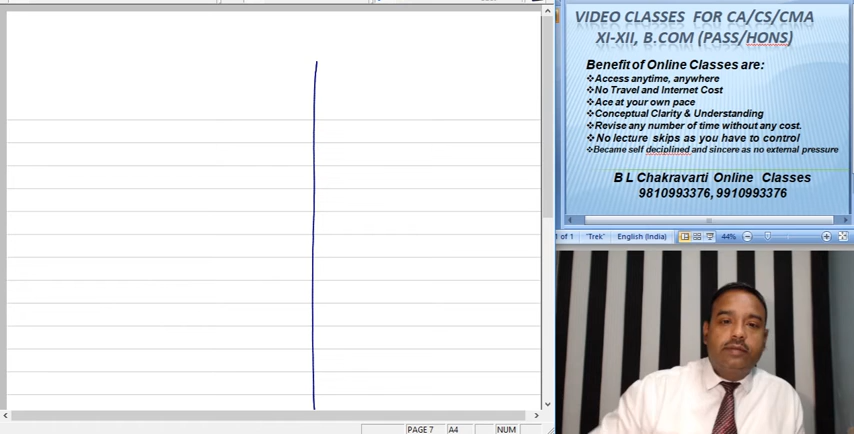 VIDEO CLASSES FOR CA/CS/CMA
XI-XII, B.COM (PASS/HONS)
Benefit of Online Classes are:
❖Access anytime, anywhere
❖No Travel and Internet Cost
❖Ace at your own pace
❖Conceptual Clarity & Understanding
❖Revise any number of time without any cost.
❖No lecture skips as you have to control
❖Became self deciplined and sincere as no external pressure
B L Chakravarti Online Classes
9810993376, 9910993376
1 of 1 "Trek" English (India) 44%
PAGE 7 A4 NUM